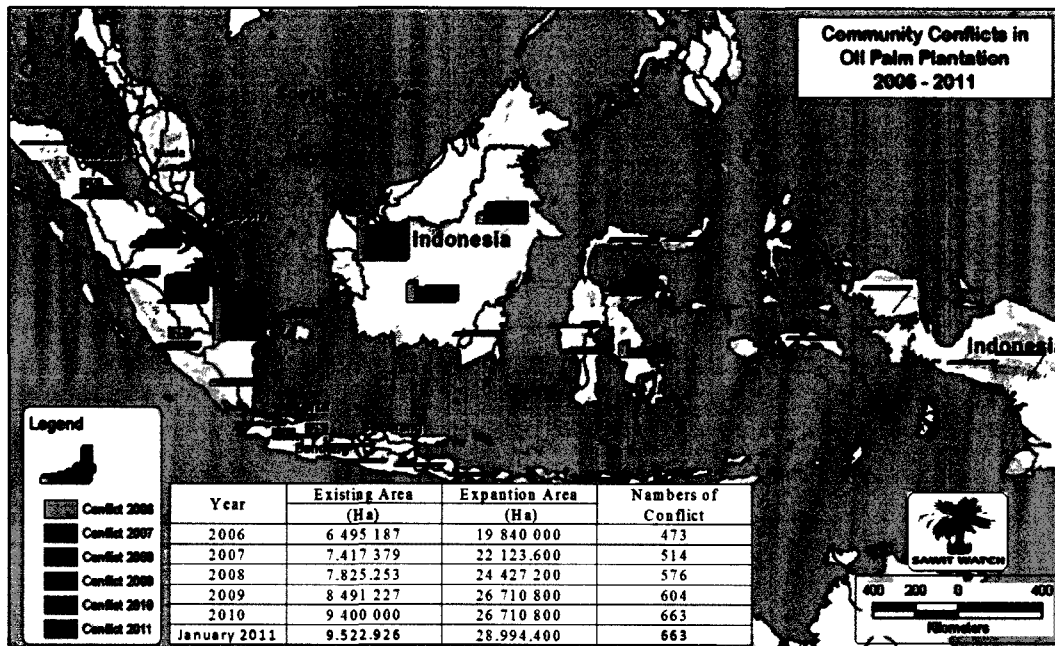 Community Conflicts in
Oil Palm Plantation
2006 - 2011
Indonesia
Indonesia
Legend
Conflict 2006
Conflict 2007
Conflict 2008
Conflict 2009
Conflict 2010
Conflict 2011
Year Existing Area (Ha) Expantion Area (Ha) Nambers of Conflict
2006 6 495 187 19 840 000 473
2007 7.417 379 22 123.600 514
2008 7.825.253 24 427 200 576
2009 8 491 227 26 710 800 604
2010 9 400 000 26 710 800 663
January 2011 9.522.926 28.994.400 663
SAWIT WATCH
400 200 0 400
Kilometers